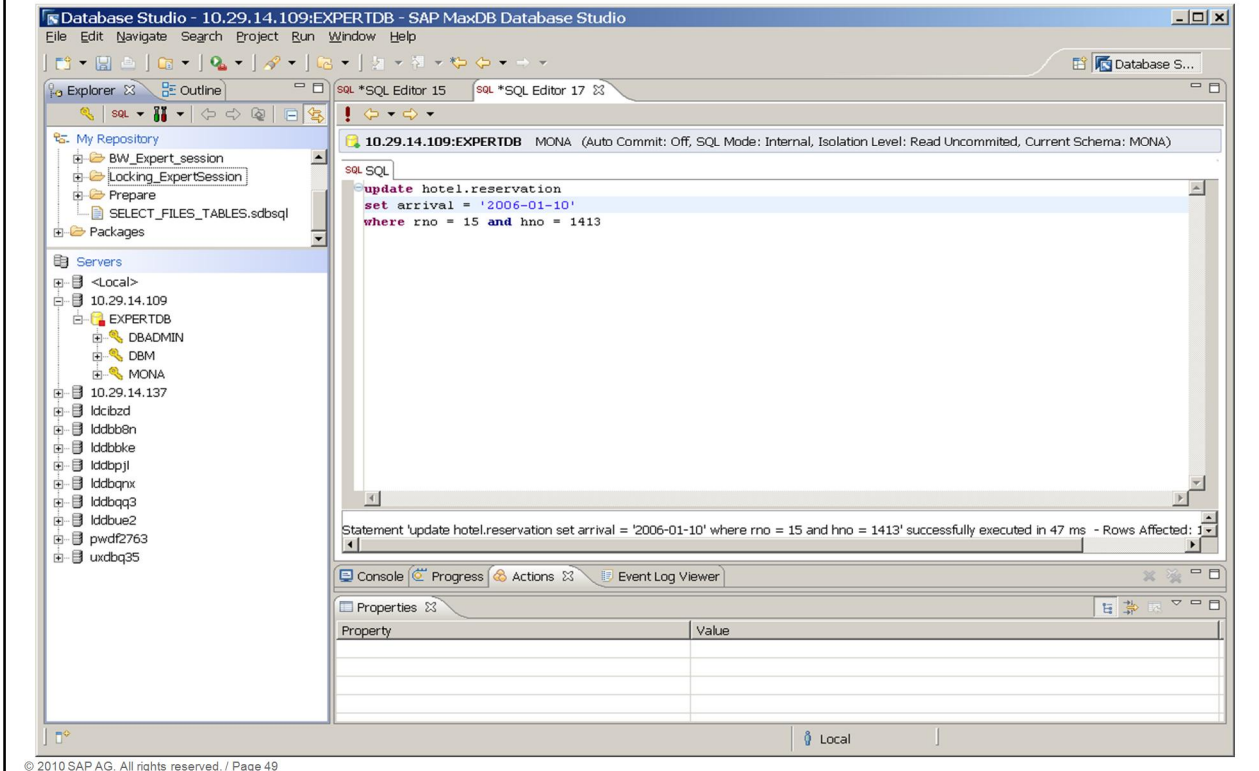 Database Studio - 10.29.14.109:EXPERTDB - SAP MaxDB Database Studio
File Edit Navigate Search Project Run Window Help
Database S...
Explorer Outline
SQL *SQL Editor 15 SQL *SQL Editor 17
SQL
My Repository
BW_Expert_session
Locking_ExpertSession
Prepare
SELECT_FILES_TABLES.sdbsql
Packages
Servers
<Local>
10.29.14.109
EXPERTDB
DBADMIN
DBM
MONA
10.29.14.137
ldcibzd
lddbb8n
lddbbke
lddbpjl
lddbqnx
lddbqq3
lddbue2
pwdf2763
uxdbq35
10.29.14.109:EXPERTDB MONA (Auto Commit: Off, SQL Mode: Internal, Isolation Level: Read Uncommited, Current Schema: MONA)
SQL SQL
update hotel.reservation
set arrival = '2006-01-10'
where rno = 15 and hno = 1413
Statement 'update hotel.reservation set arrival = '2006-01-10' where rno = 15 and hno = 1413' successfully executed in 47 ms - Rows Affected: 1
Console Progress Actions Event Log Viewer
Properties
Property Value
Local
© 2010 SAP AG. All rights reserved. / Page 49